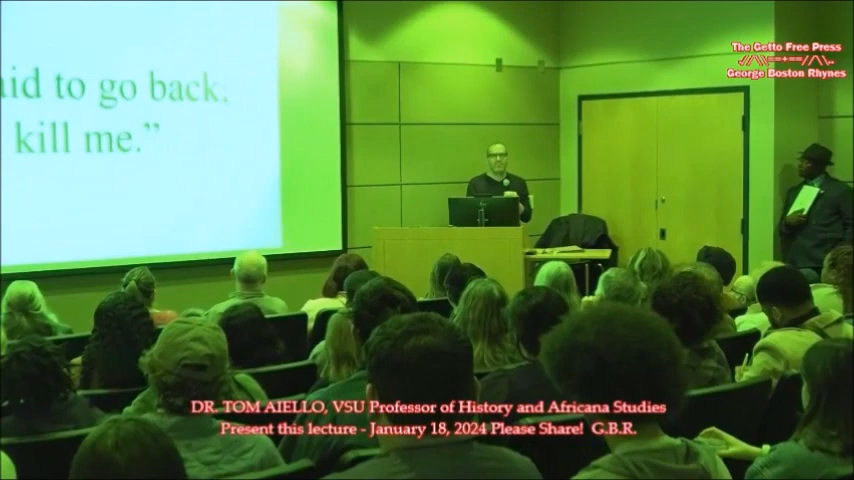 The Getto Free Press
George Boston Rhynes
to go back.
kill me.”
DR. TOM AIELLO, VSU Professor of History and Africana Studies
Present this lecture - January 18, 2024 Please Share! G.B.R.